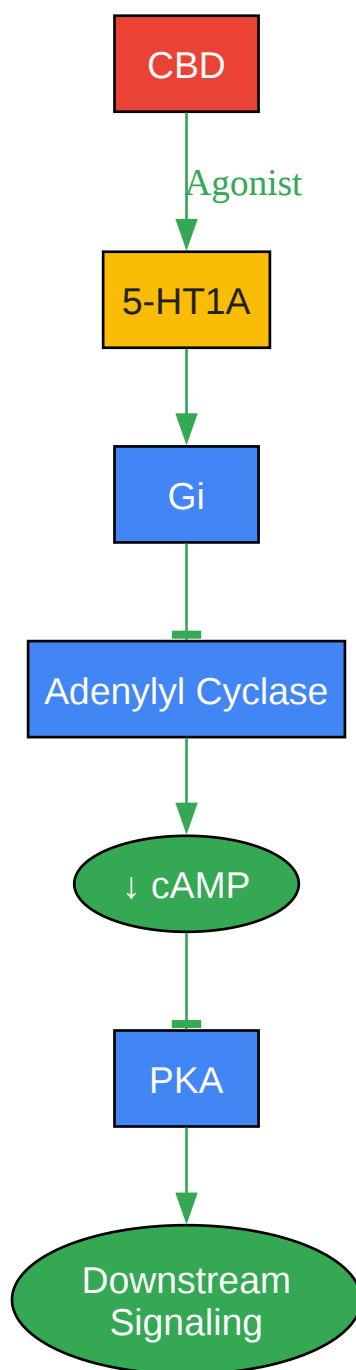 CBD
Agonist
5-HT1A
Gi
Adenylyl Cyclase
↓ cAMP
PKA
Downstream
Signaling